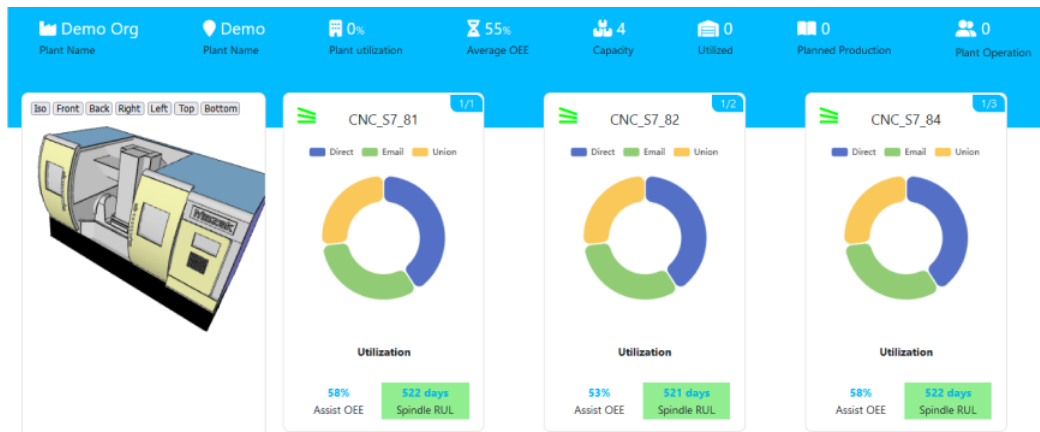 Demo Org
Plant Name
Demo
Plant Name
0%
Plant utilization
55%
Average OEE
4
Capacity
0
Utilized
0
Planned Production
0
Plant Operation
Iso Front Back Right Left Top Bottom
Mazak
1/1
CNC_S7_81
Direct Email Union
Utilization
58%
Assist OEE
522 days
Spindle RUL
1/2
CNC_S7_82
Direct Email Union
Utilization
53%
Assist OEE
521 days
Spindle RUL
1/3
CNC_S7_84
Direct Email Union
Utilization
58%
Assist OEE
522 days
Spindle RUL